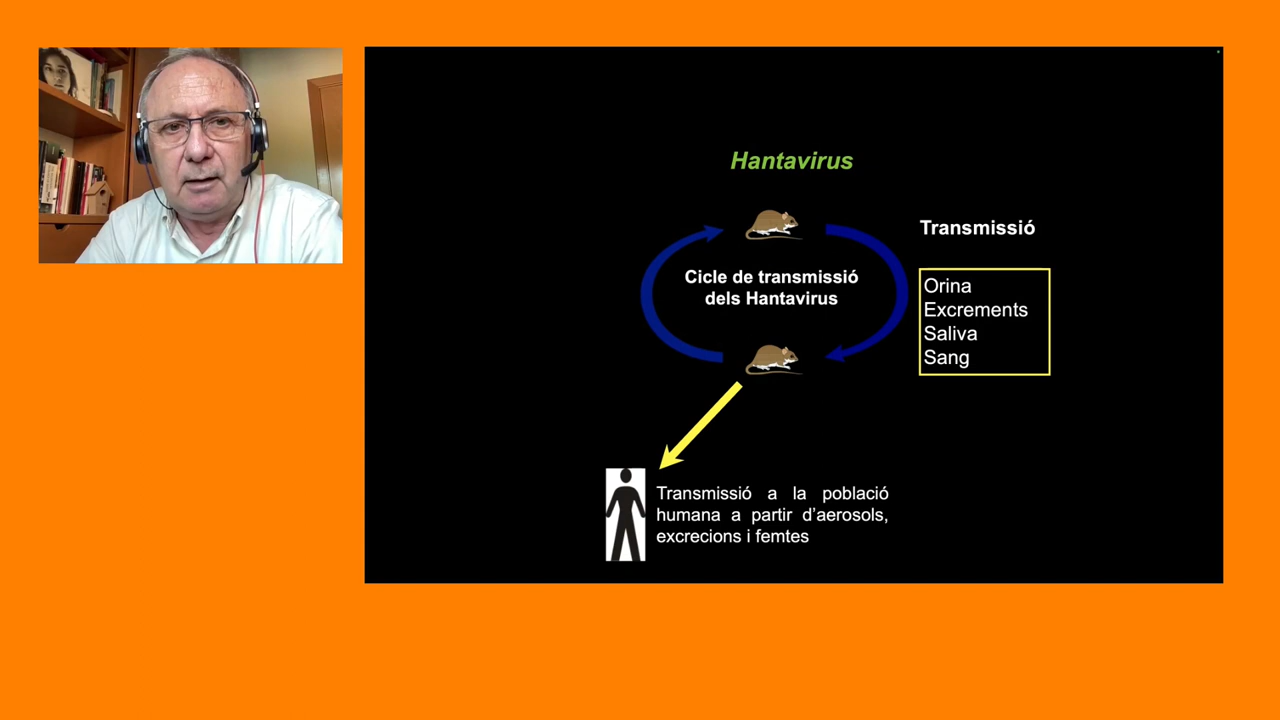 Hantavirus
Cicle de transmissió
dels Hantavirus
Transmissió
Orina
Excrements
Saliva
Sang
Transmissió a la població
humana a partir d'aerosols,
excrecions i femtes